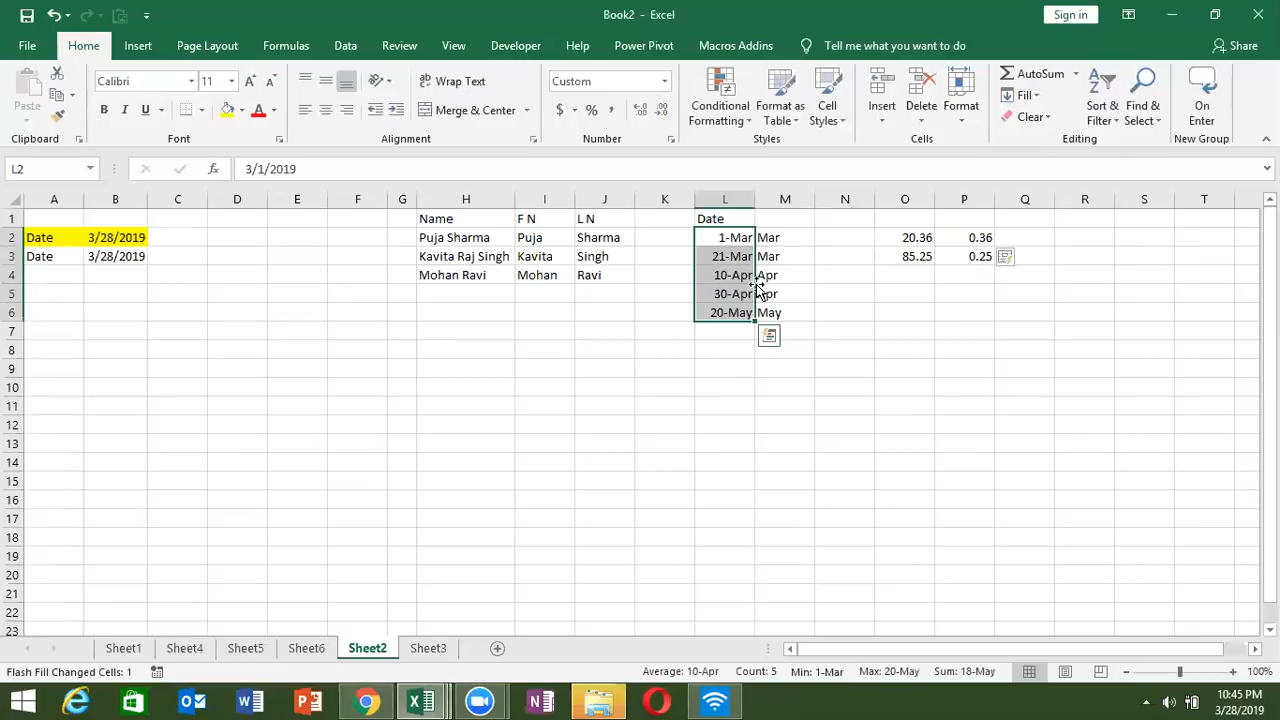 Book2 - Excel
Sign in
File Home Insert Page Layout Formulas Data Review View Developer Help Power Pivot Macros Addins Tell me what you want to do Share
Paste
Calibri 11 A A
Wrap Text
Custom
B I U A
Merge & Center
$ % ,
Conditional Formatting
Format as Table
Cell Styles
Insert Delete Format
AutoSum
Fill
Clear
Sort & Filter
Find & Select
On Enter
Clipboard Font Alignment Number Styles Cells Editing New Group
L2 fx 3/1/2019
A B C D E F G H I J K L M N O P Q R S T
1 Name F N L N Date
2 Date 3/28/2019 Puja Sharma Puja Sharma 1-Mar Mar 20.36 0.36
3 Date 3/28/2019 Kavita Raj Singh Kavita Singh 21-Mar Mar 85.25 0.25
4 Mohan Ravi Mohan Ravi 10-Apr Apr
5 30-Apr Apr
6 20-May May
7
8
9
10
11
12
13
14
15
16
17
18
19
20
21
22
23
Sheet1 Sheet4 Sheet5 Sheet6 Sheet2 Sheet3
Flash Fill Changed Cells: 1 Average: 10-Apr Count: 5 Min: 1-Mar Max: 20-May Sum: 18-May 100%
10:45 PM
3/28/2019